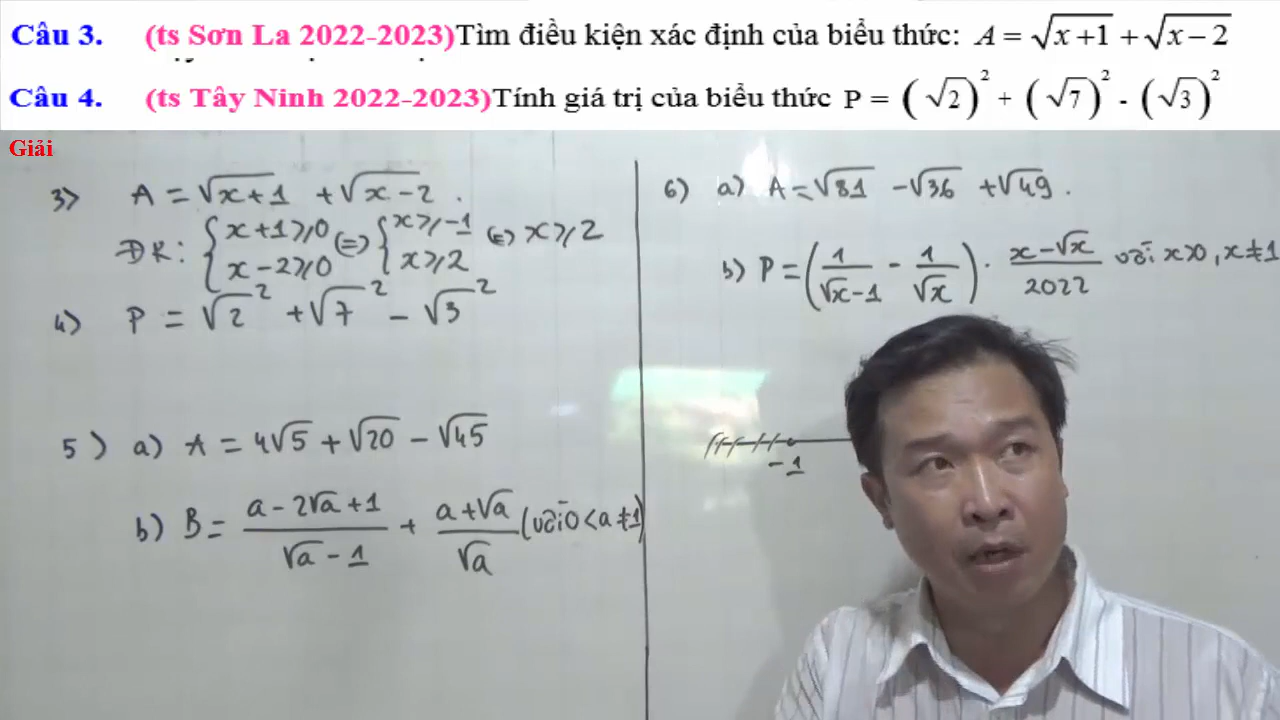 Câu 3. (ts Sơn La 2022-2023)Tìm điều kiện xác định của biểu thức: A = √(x+1) + √(x−2)
Câu 4. (ts Tây Ninh 2022-2023)Tính giá trị của biểu thức P = (√2)² + (√7)² - (√3)²
Giải
3) A = √(x+1) + √(x−2).
ĐK: { x+1⩾0 x−2⩾0 (=) { x⩾-1 x⩾2 (=) x⩾2
4) P = √2² + √7² − √3²
5) a) A = 4√5 + √20 − √45
b) B = (a − 2√a + 1)/(√a − 1) + (a + √a)/√a (với 0 < a ≠ 1)
6) a) A = √81 − √36 + √49.
b) P = (1/(√x−1) − 1/√x) · (x−√x)/2022 với x>0, x≠1
-1